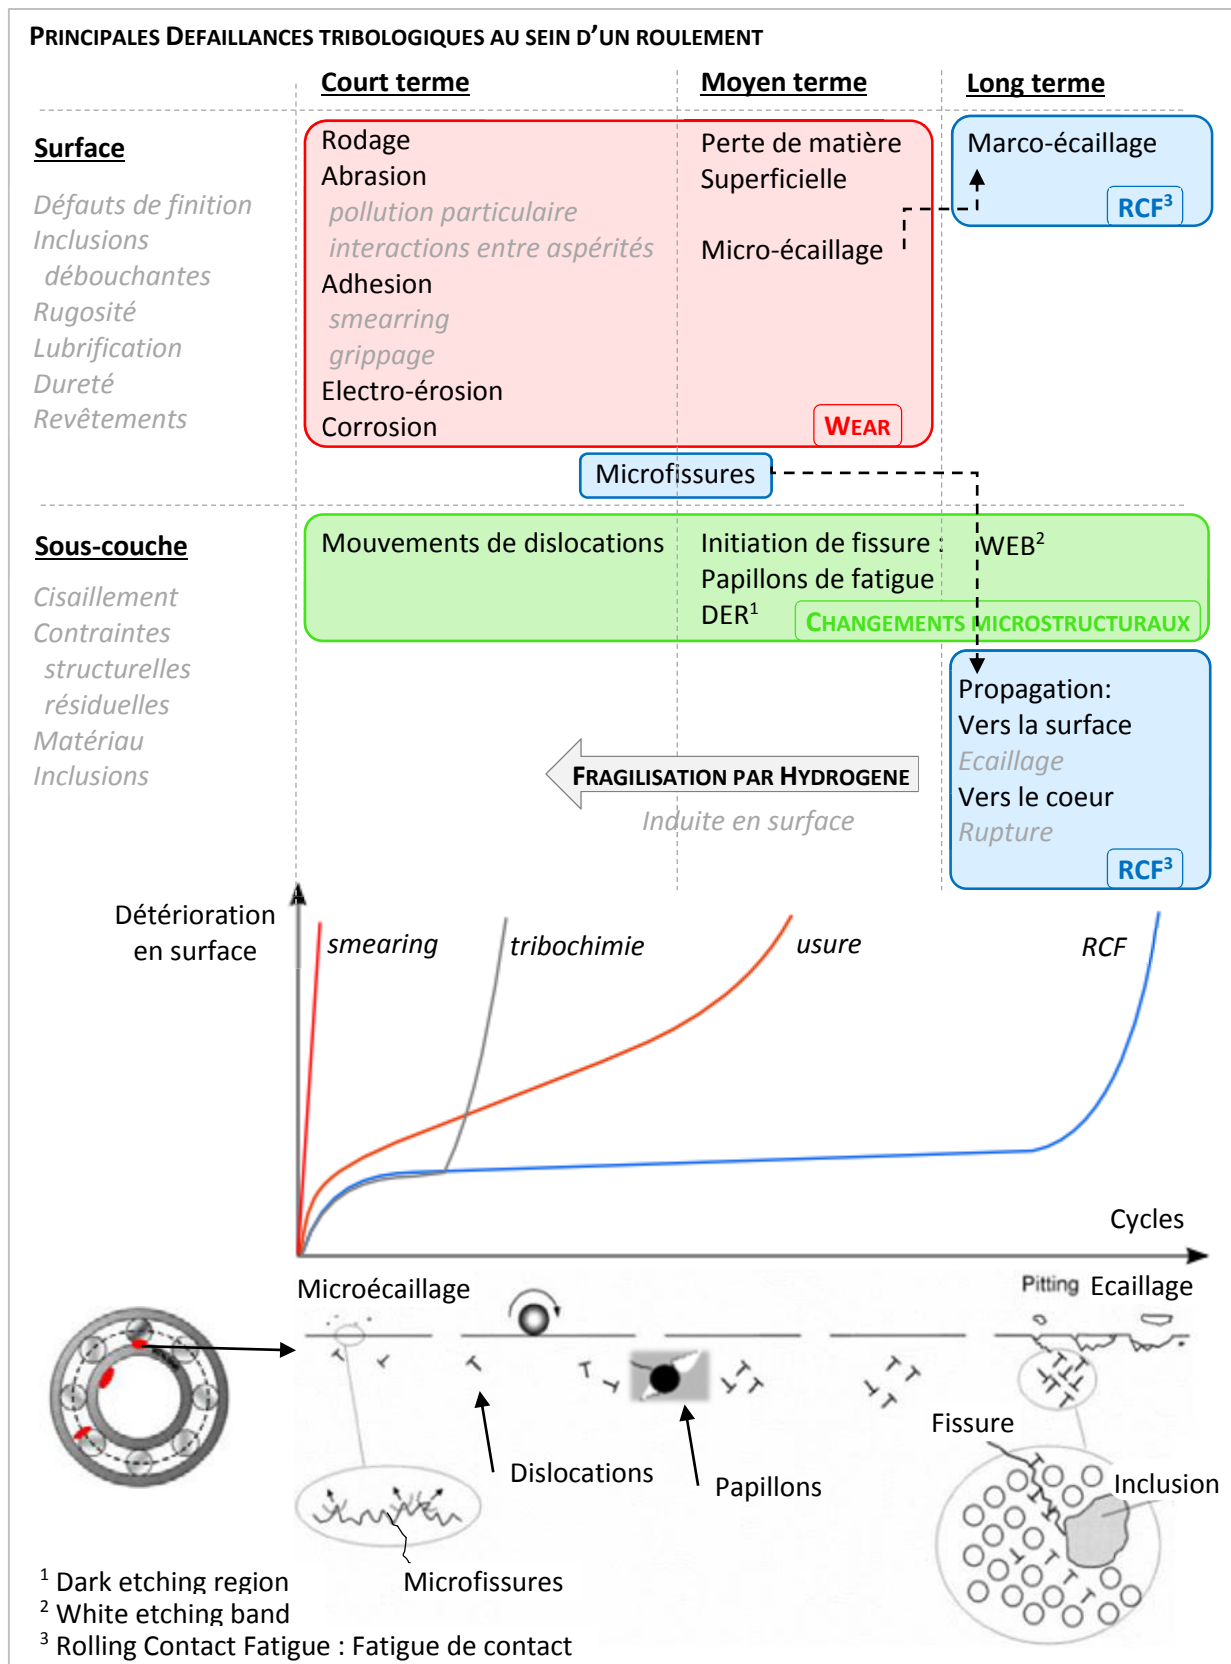 PRINCIPALES DEFAILLANCES TRIBOLOGIQUES AU SEIN D'UN ROULEMENT
Court terme
Moyen terme
Long terme
Surface
Défauts de finition
Inclusions
débouchantes
Rugosité
Lubrification
Dureté
Revêtements
Rodage
Abrasion
pollution particulaire
interactions entre aspérités
Adhesion
smearring
grippage
Electro-érosion
Corrosion
Perte de matière
Superficielle
Micro-écaillage
WEAR
Marco-écaillage
RCF³
Microfissures
Sous-couche
Cisaillement
Contraintes
structurelles
résiduelles
Matériau
Inclusions
Mouvements de dislocations
Initiation de fissure :
Papillons de fatigue
DER¹
WEB²
CHANGEMENTS MICROSTRUCTURAUX
Propagation:
Vers la surface
Ecaillage
Vers le coeur
Rupture
RCF³
FRAGILISATION PAR HYDROGENE
Induite en surface
Détérioration
en surface
smearing
tribochimie
usure
RCF
Cycles
Microécaillage
Pitting
Ecaillage
Fissure
Inclusion
Dislocations
Papillons
Microfissures
¹ Dark etching region
² White etching band
³ Rolling Contact Fatigue : Fatigue de contact